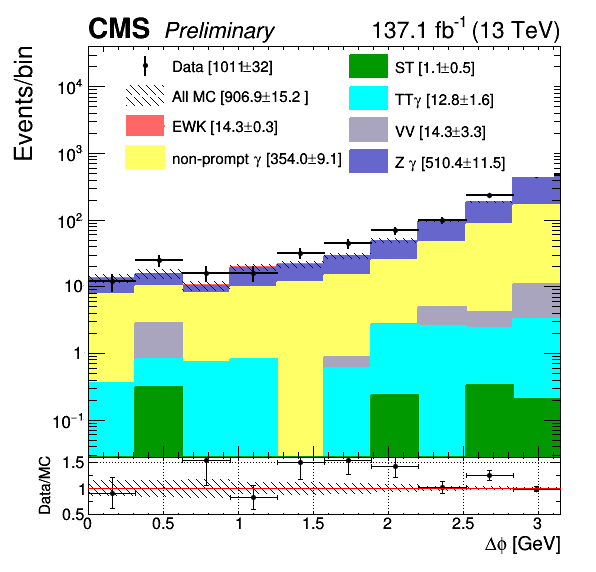 CMS Preliminary 137.1 fb⁻¹ (13 TeV)
Events/bin
Data [1011±32]
All MC [906.9±15.2 ]
EWK [14.3±0.3]
non-prompt γ [354.0±9.1]
ST [1.1±0.5]
TTγ [12.8±1.6]
VV [14.3±3.3]
Z γ [510.4±11.5]
10⁴
10³
10²
10
1
10⁻¹
Data/MC
1.5
1
0.5
0 0.5 1 1.5 2 2.5 3
Δϕ [GeV]